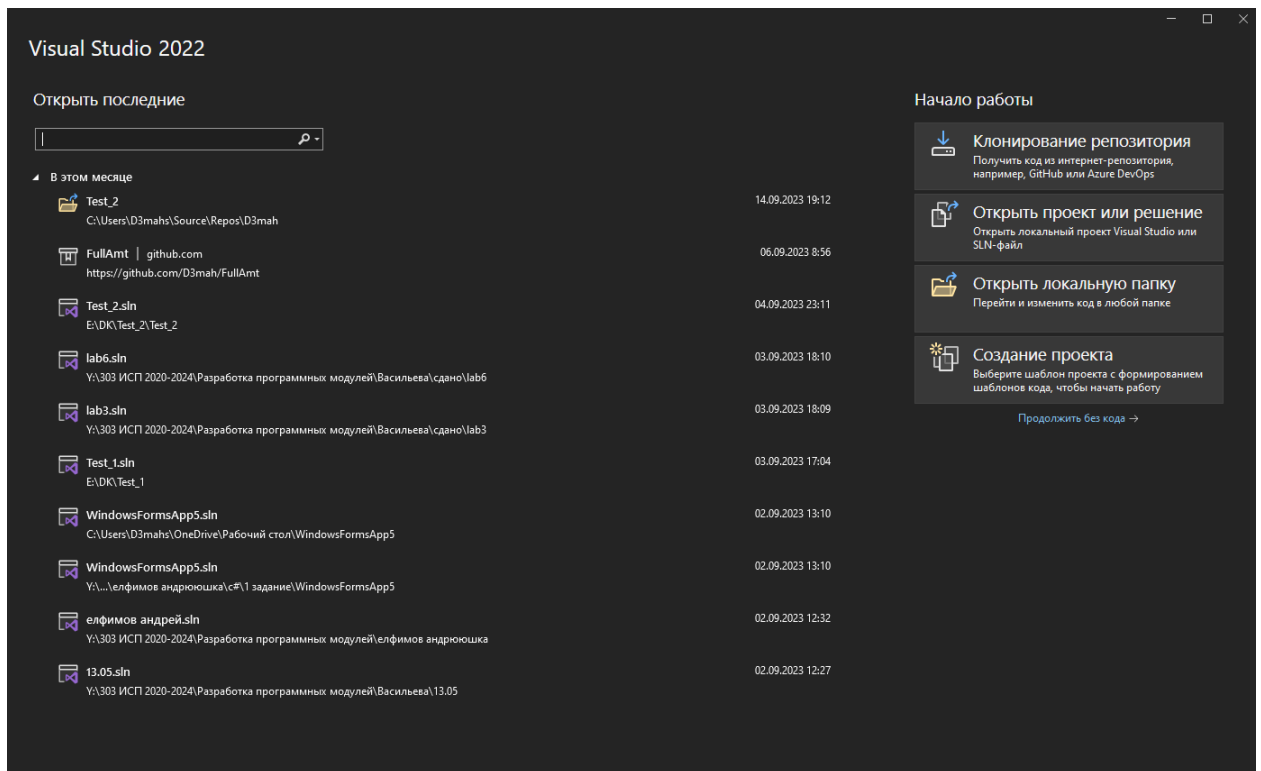 Visual Studio 2022
Открыть последние
В этом месяце
Test_2
14.09.2023 19:12
C:\Users\D3mahs\Source\Repos\D3mah
FullAmt | github.com
06.09.2023 8:56
https://github.com/D3mah/FullAmt
Test_2.sln
04.09.2023 23:11
E:\DK\Test_2\Test_2
lab6.sln
03.09.2023 18:10
Y:\303 ИСП 2020-2024\Разработка программных модулей\Васильева\сдано\lab6
lab3.sln
03.09.2023 18:09
Y:\303 ИСП 2020-2024\Разработка программных модулей\Васильева\сдано\lab3
Test_1.sln
03.09.2023 17:04
E:\DK\Test_1
WindowsFormsApp5.sln
02.09.2023 13:10
C:\Users\D3mahs\OneDrive\Рабочий стол\WindowsFormsApp5
WindowsFormsApp5.sln
02.09.2023 13:10
Y:\...\елфимов андрююшка\c#\1 задание\WindowsFormsApp5
елфимов андрей.sln
02.09.2023 12:32
Y:\303 ИСП 2020-2024\Разработка программных модулей\елфимов андрююшка
13.05.sln
02.09.2023 12:27
Y:\303 ИСП 2020-2024\Разработка программных модулей\Васильева\13.05
Начало работы
Клонирование репозитория
Получить код из интернет-репозитория,
например, GitHub или Azure DevOps
Открыть проект или решение
Открыть локальный проект Visual Studio или
SLN-файл
Открыть локальную папку
Перейти и изменить код в любой папке
Создание проекта
Выберите шаблон проекта с формированием
шаблонов кода, чтобы начать работу
Продолжить без кода →